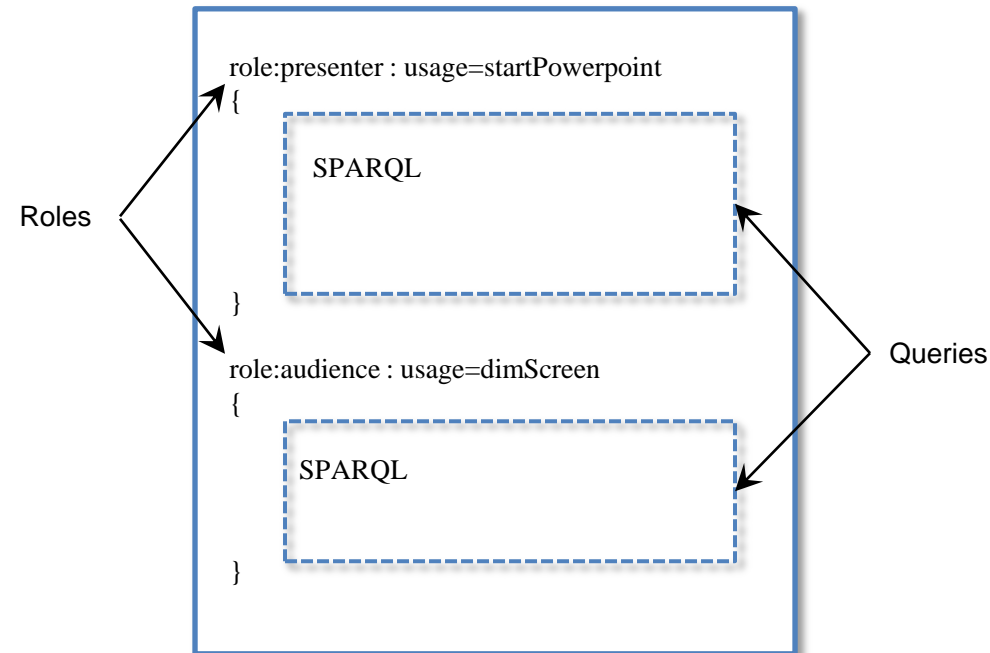 role:presenter : usage=startPowerpoint
{
SPARQL
Roles
}
Queries
role:audience : usage=dimScreen
{
SPARQL
}